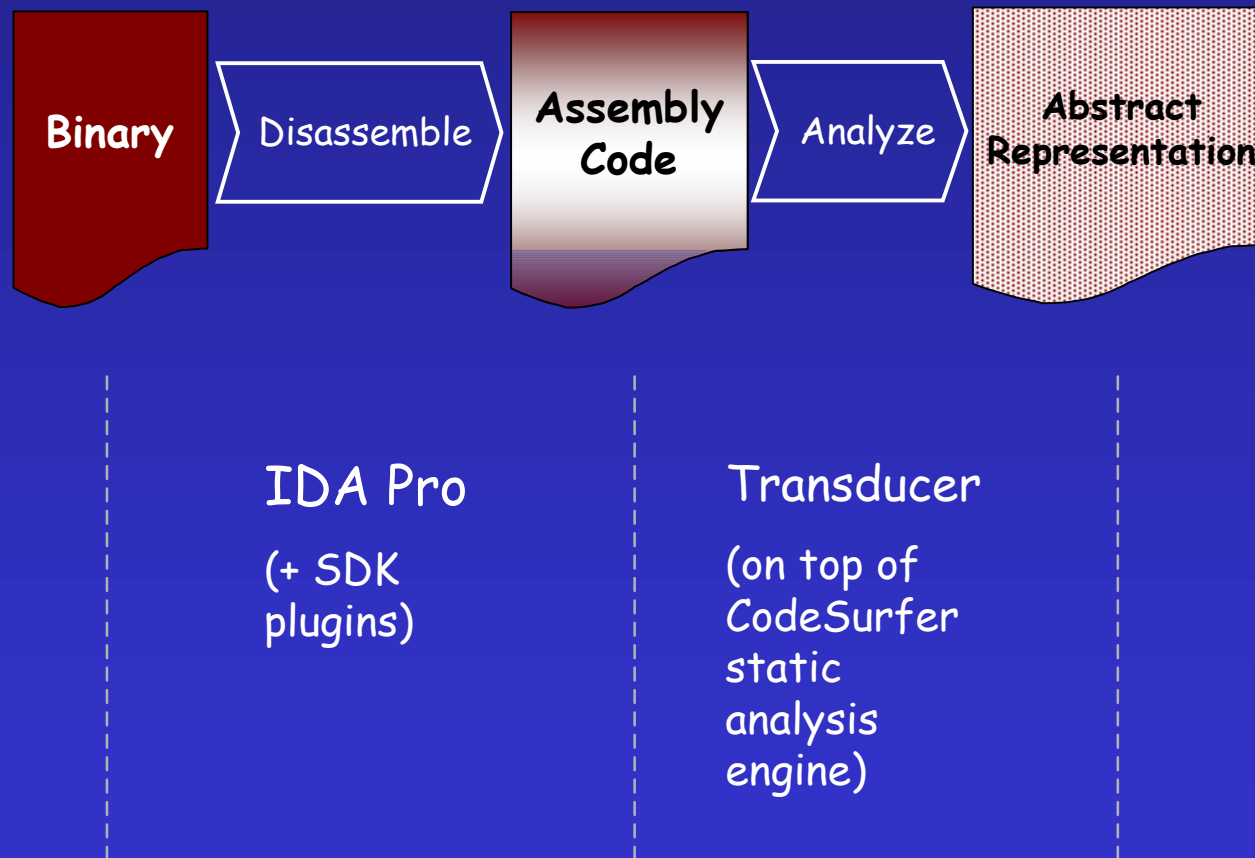 Binary
Disassemble
Assembly
Code
Analyze
Abstract
Representation
IDA Pro
(+ SDK
plugins)
Transducer
(on top of
CodeSurfer
static
analysis
engine)